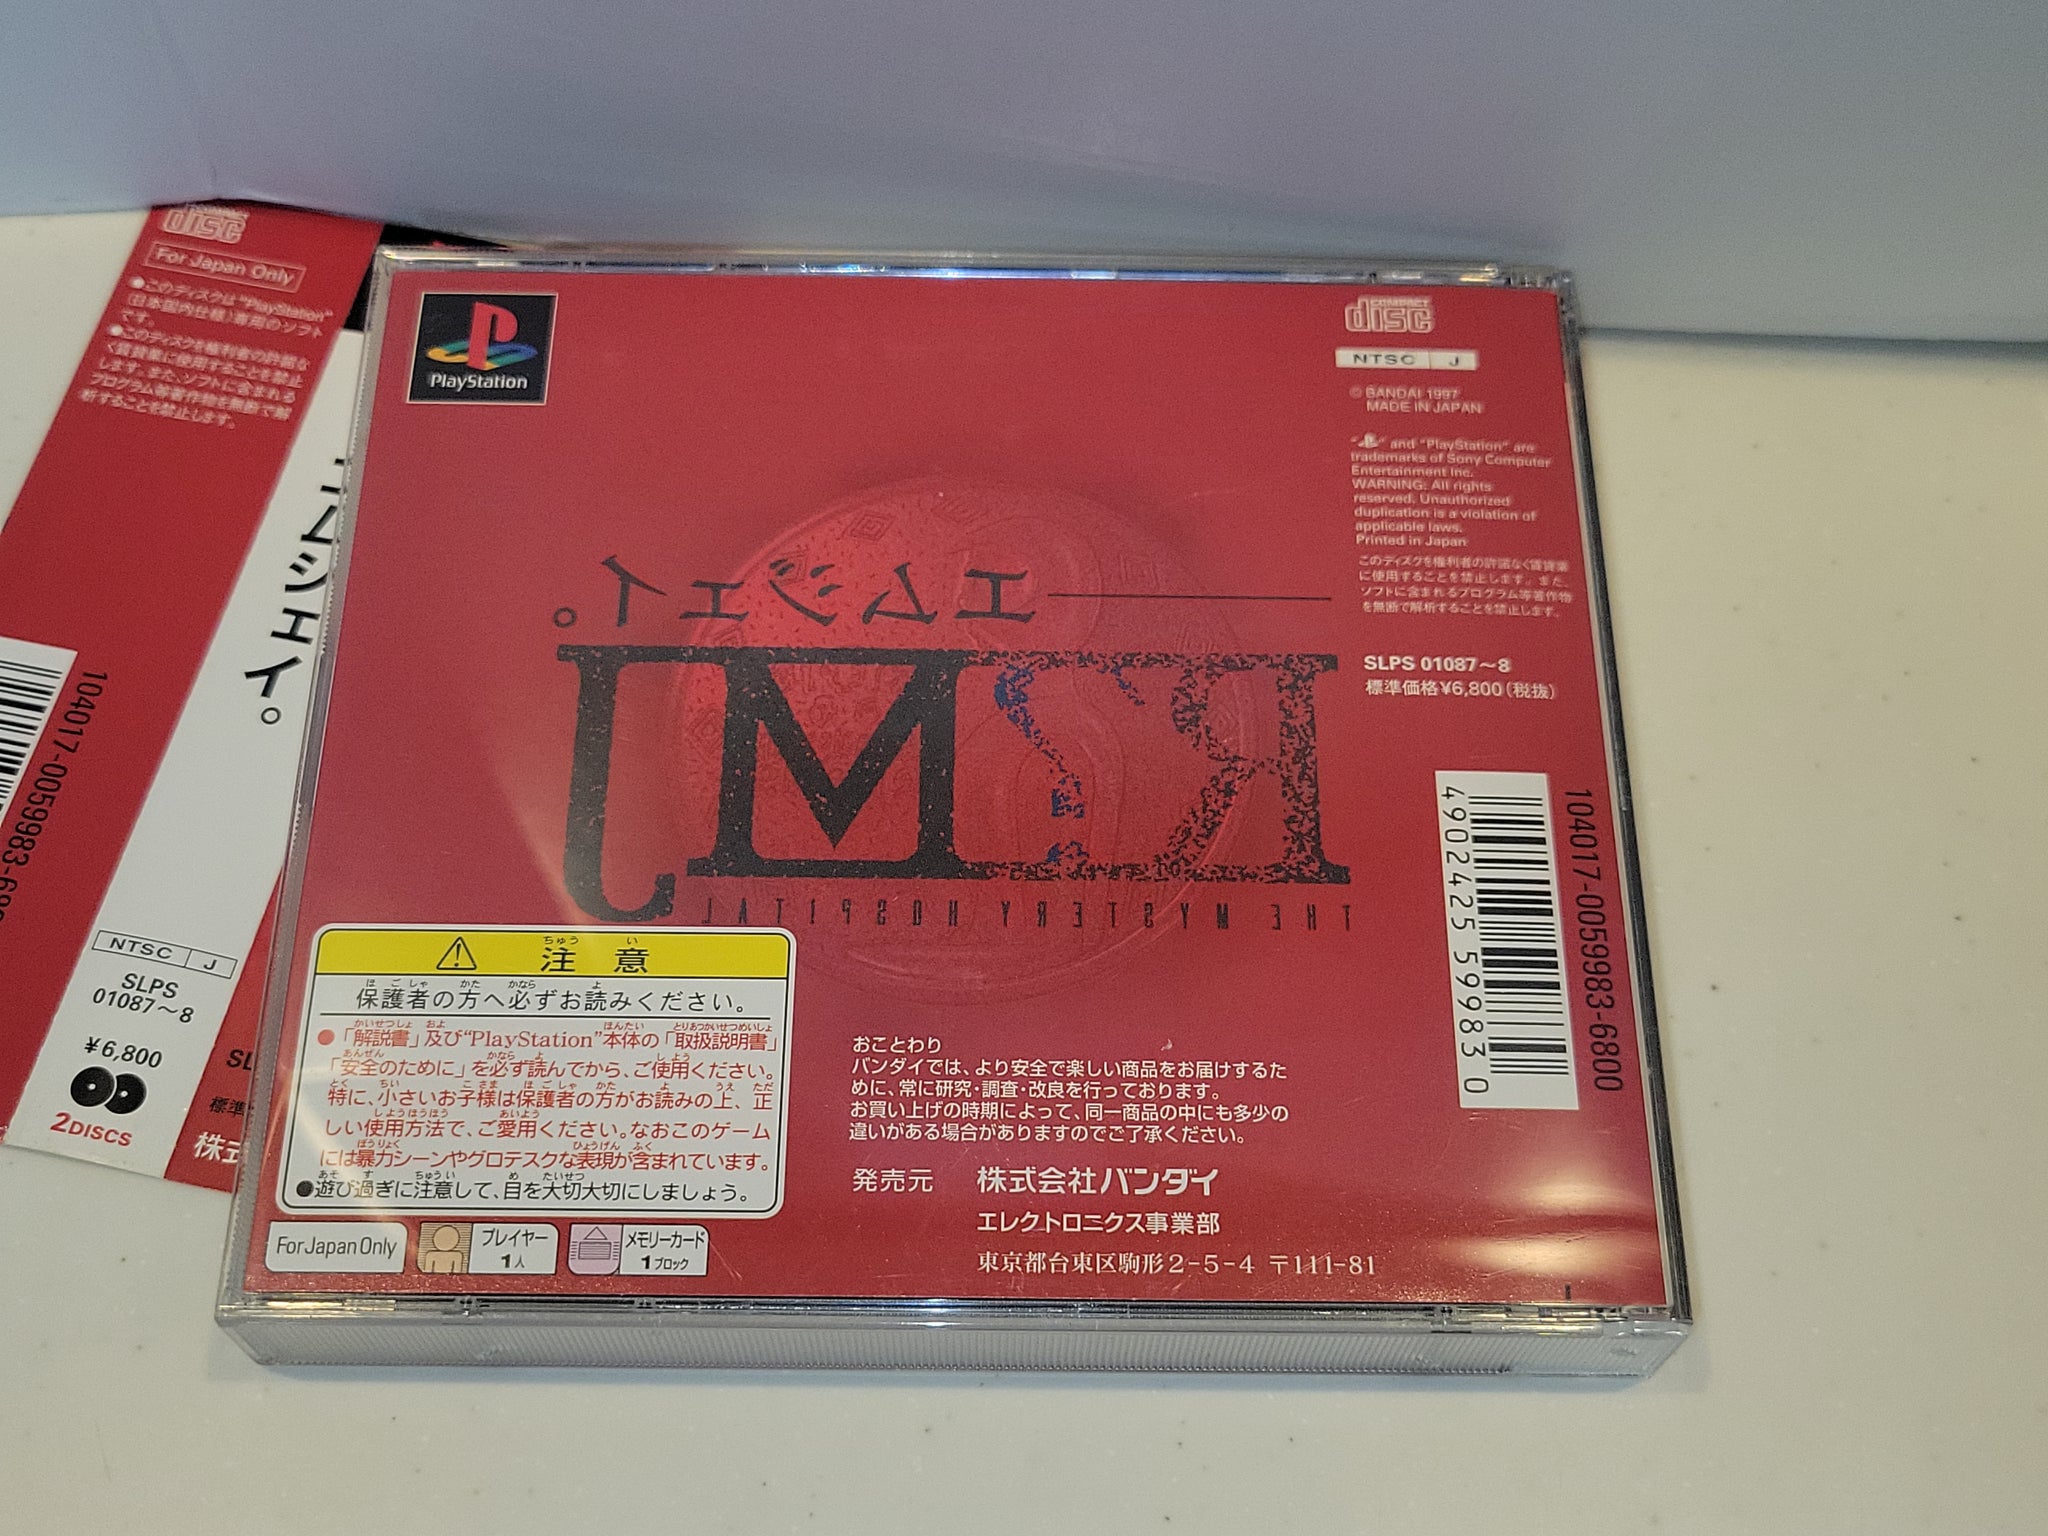 COMPACT
disc
For Japan Only
●このディスクは"PlayStation"
(日本国内仕様)専用のソフト
です。
●このディスクを権利者の許諾な
く賃貸業に使用することを禁止
します。また、ソフトに含まれる
プログラム等著作物を無断で解
析することを禁止します。
エムシェイ。
104017-0059983-680
NTSC J
SLPS
01087~8
¥6,800
2DISCS
SL
標準
株式
PlayStation
COMPACT
disc
NTSC J
© BANDAI 1997
MADE IN JAPAN
" " and "PlayStation" are
trademarks of Sony Computer
Entertainment Inc.
WARNING: All rights
reserved. Unauthorized
duplication is a violation of
applicable laws.
Printed in Japan
このディスクを権利者の許諾なく賃貸業
に使用することを禁止します。また、
ソフトに含まれるプログラム等著作物
を無断で解析することを禁止します。
SLPS 01087~8
標準価格¥6,800(税抜)
エムジェイ。
THE MYSTERY HOSPITAL
104017-0059983-6800
4902425599830
注意
ちゅうい
保護者の方へ必ずお読みください。
●「解説書」及び"PlayStation"本体の「取扱説明書」
「安全のために」を必ず読んでから、ご使用ください。
特に、小さいお子様は保護者の方がお読みの上、正
しい使用方法で、ご愛用ください。なおこのゲーム
には暴力シーンやグロテスクな表現が含まれています。
●遊び過ぎに注意して、目を大切大切にしましょう。
For Japan Only
プレイヤー
1人
メモリーカード
1ブロック
おことわり
バンダイでは、より安全で楽しい商品をお届けするた
めに、常に研究・調査・改良を行っております。
お買い上げの時期によって、同一商品の中にも多少の
違いがある場合がありますのでご了承ください。
発売元 株式会社バンダイ
エレクトロニクス事業部
東京都台東区駒形2-5-4 〒111-81